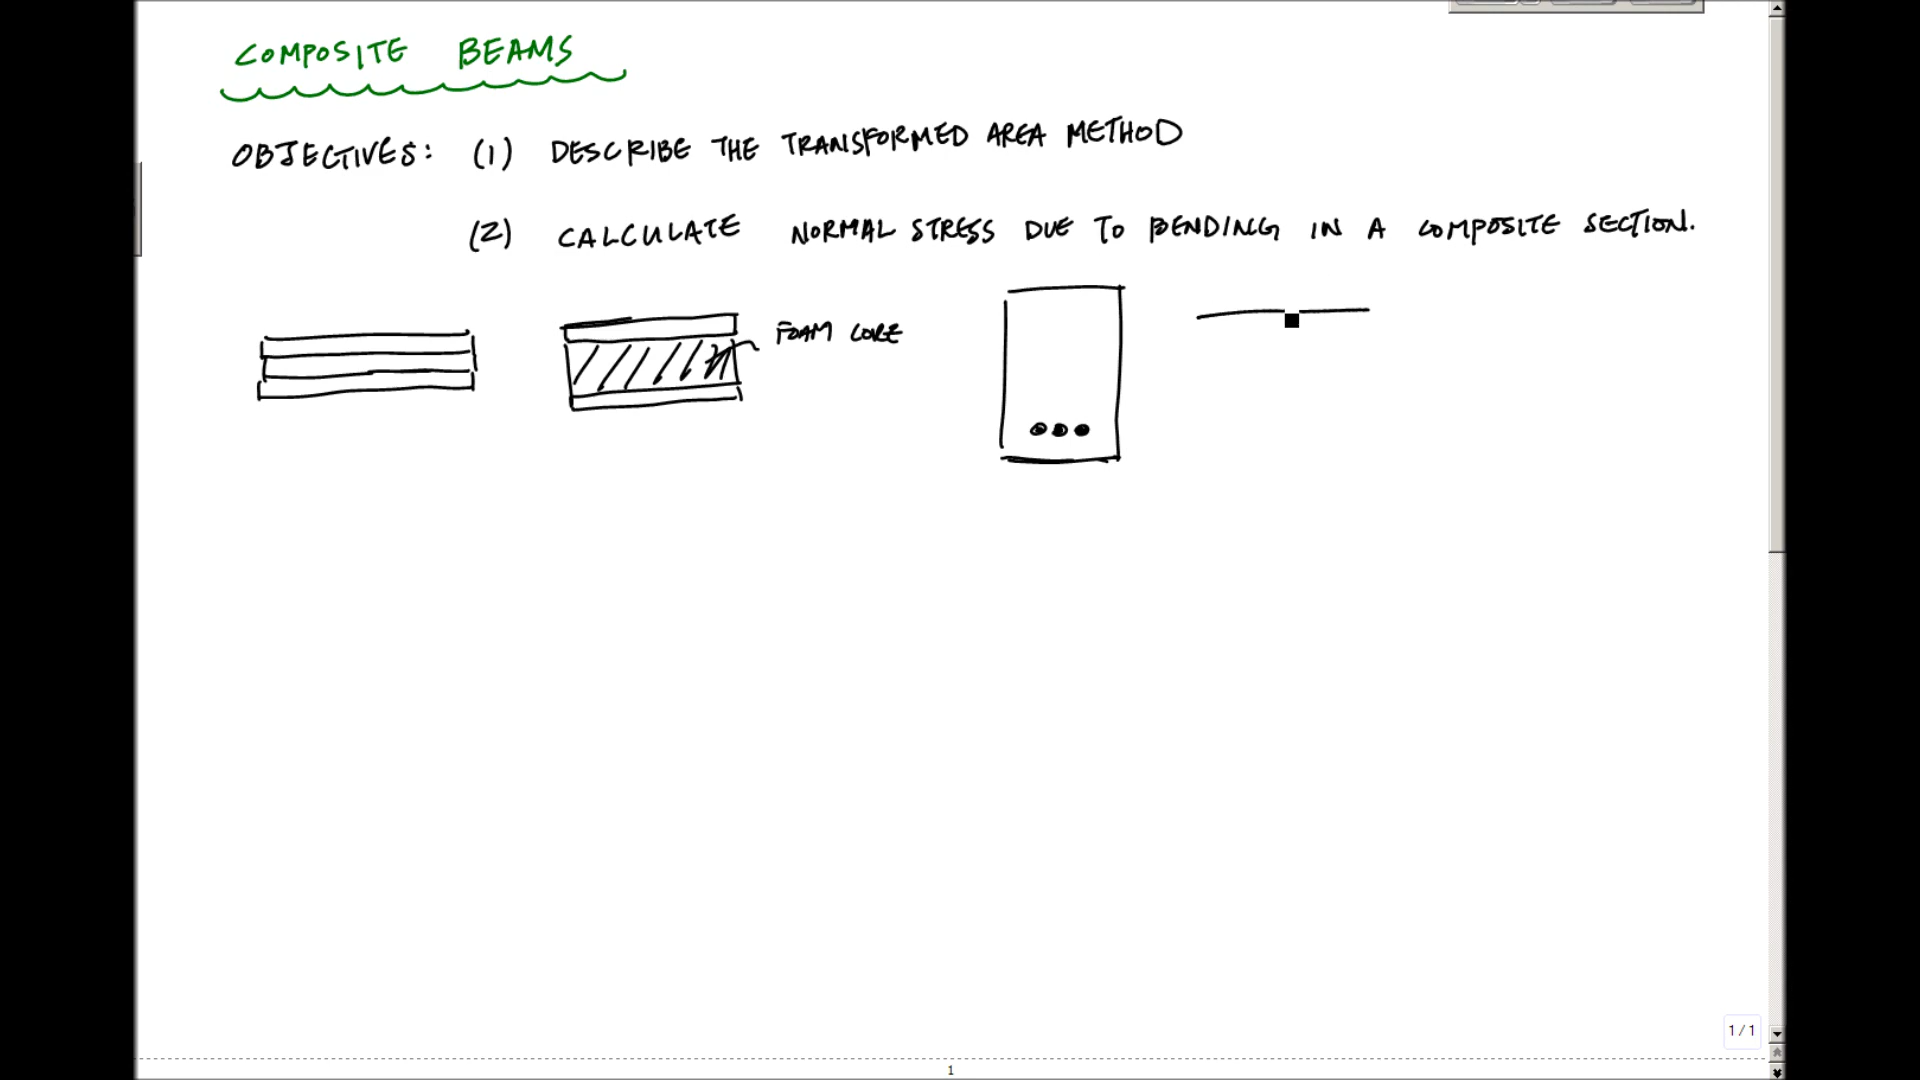 COMPOSITE BEAMS
OBJECTIVES: (1) DESCRIBE THE TRANSFORMED AREA METHOD
(2) CALCULATE NORMAL STRESS DUE TO BENDING IN A COMPOSITE SECTION.
FOAM CORE
1 / 1
1